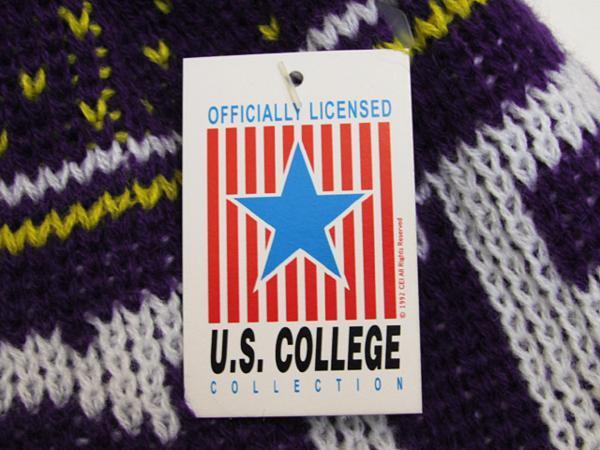 OFFICIALLY LICENSED
© 1992 CEI All Rights Reserved
U.S. COLLEGE
COLLECTION